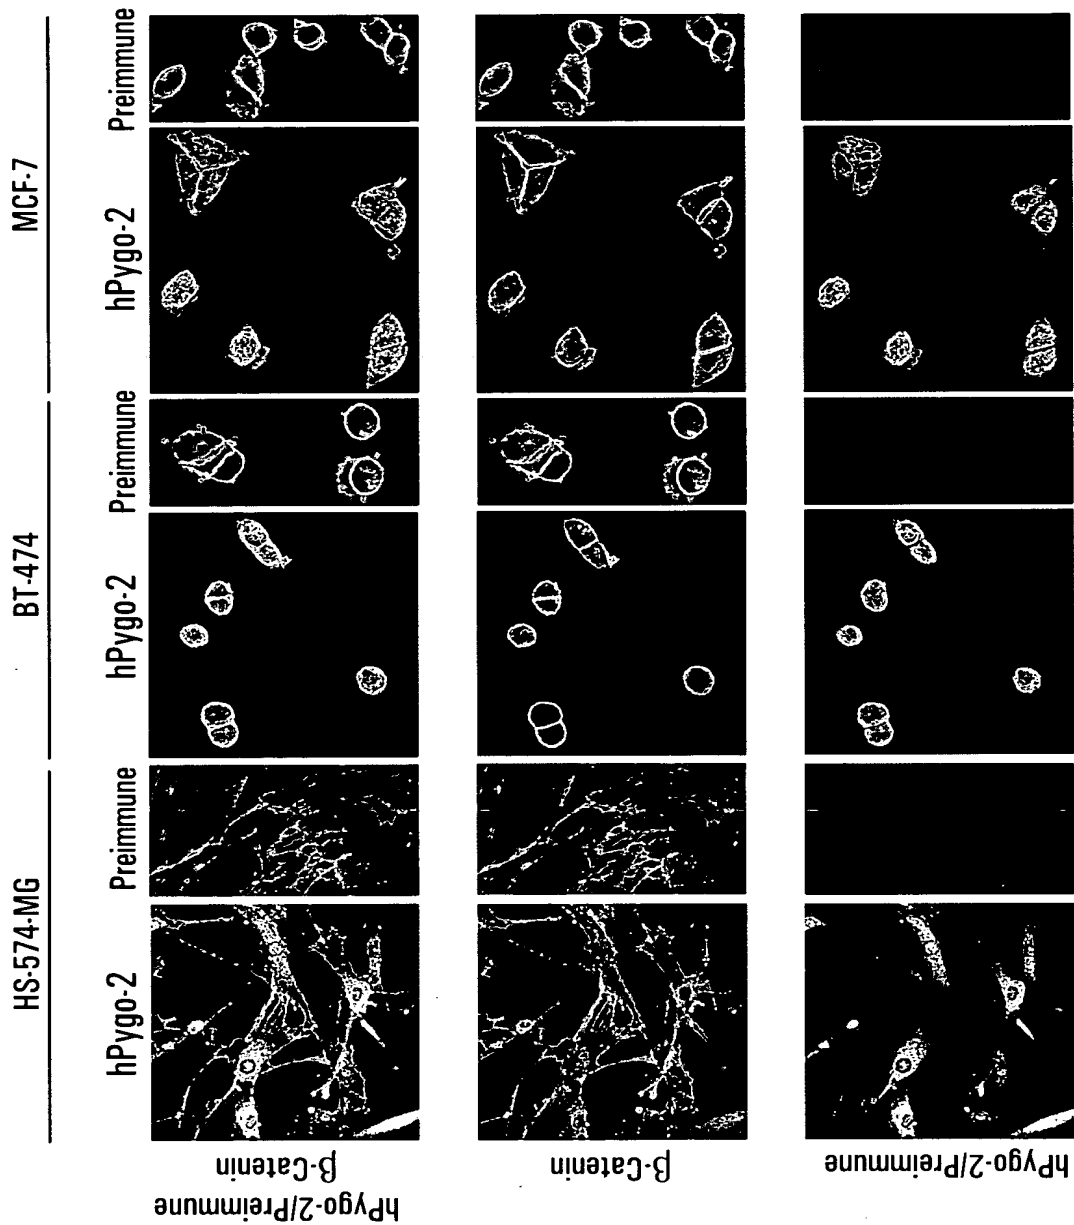 HS-574-MG
BT-474
MCF-7
hPygo-2
Preimmune
hPygo-2
Preimmune
hPygo-2
Preimmune
hPygo-2/Preimmune
β-Catenin
β-Catenin
hPygo-2/Preimmune